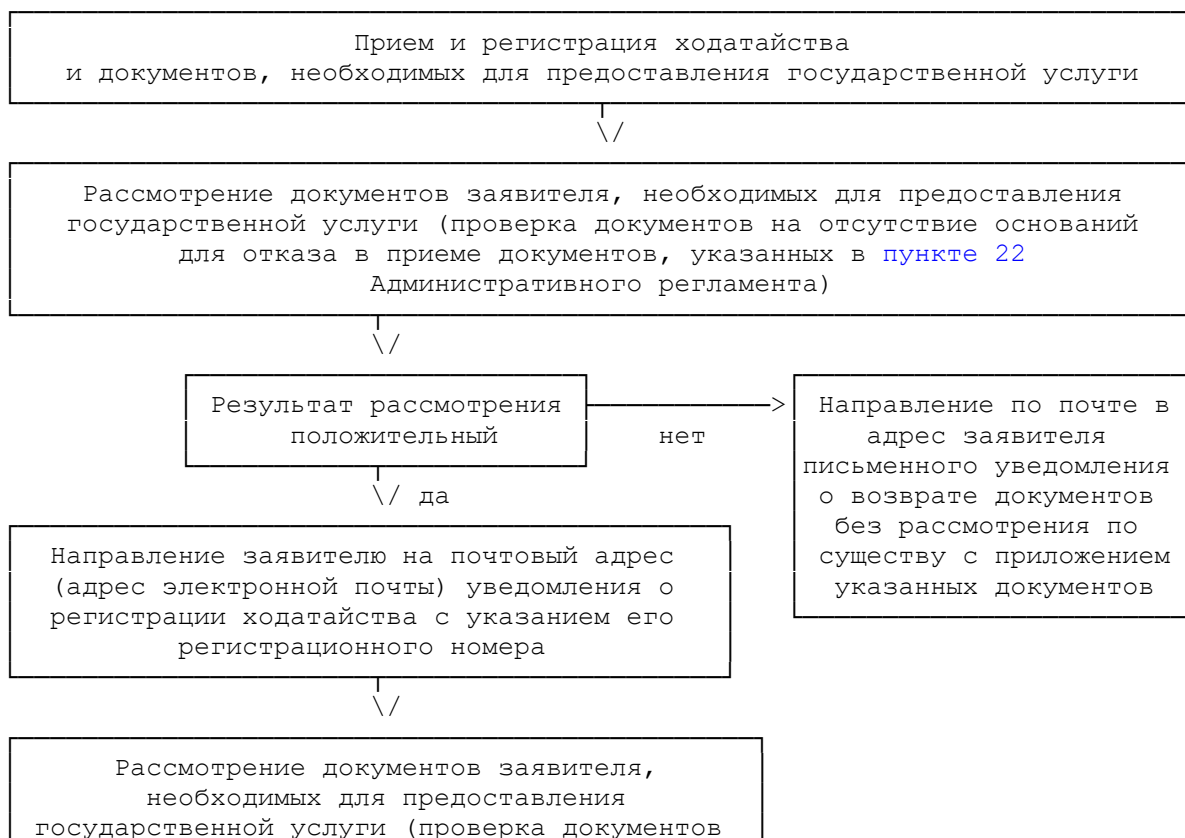 Прием и регистрация ходатайства
и документов, необходимых для предоставления государственной услуги
\/
Рассмотрение документов заявителя, необходимых для предоставления
государственной услуги (проверка документов на отсутствие оснований
для отказа в приеме документов, указанных в пункте 22
Административного регламента)
\/
Результат рассмотрения
положительный
нет
\/ да
Направление по почте в
адрес заявителя
письменного уведомления
о возврате документов
без рассмотрения по
существу с приложением
указанных документов
Направление заявителю на почтовый адрес
(адрес электронной почты) уведомления о
регистрации ходатайства с указанием его
регистрационного номера
\/
Рассмотрение документов заявителя,
необходимых для предоставления
государственной услуги (проверка документов